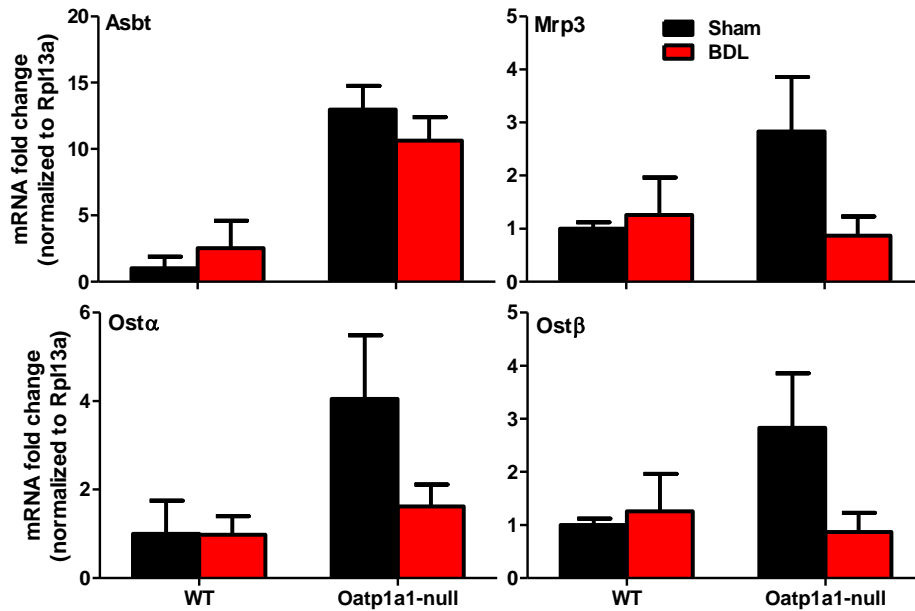 Asbt
20
15
10
5
0
mRNA fold change
(normalized to Rpl13a)
Mrp3
Sham
BDL
5
4
3
2
1
0
Ostα
6
4
2
0
mRNA fold change
(normalized to Rpl13a)
WT
Oatp1a1-null
Ostβ
5
4
3
2
1
0
WT
Oatp1a1-null